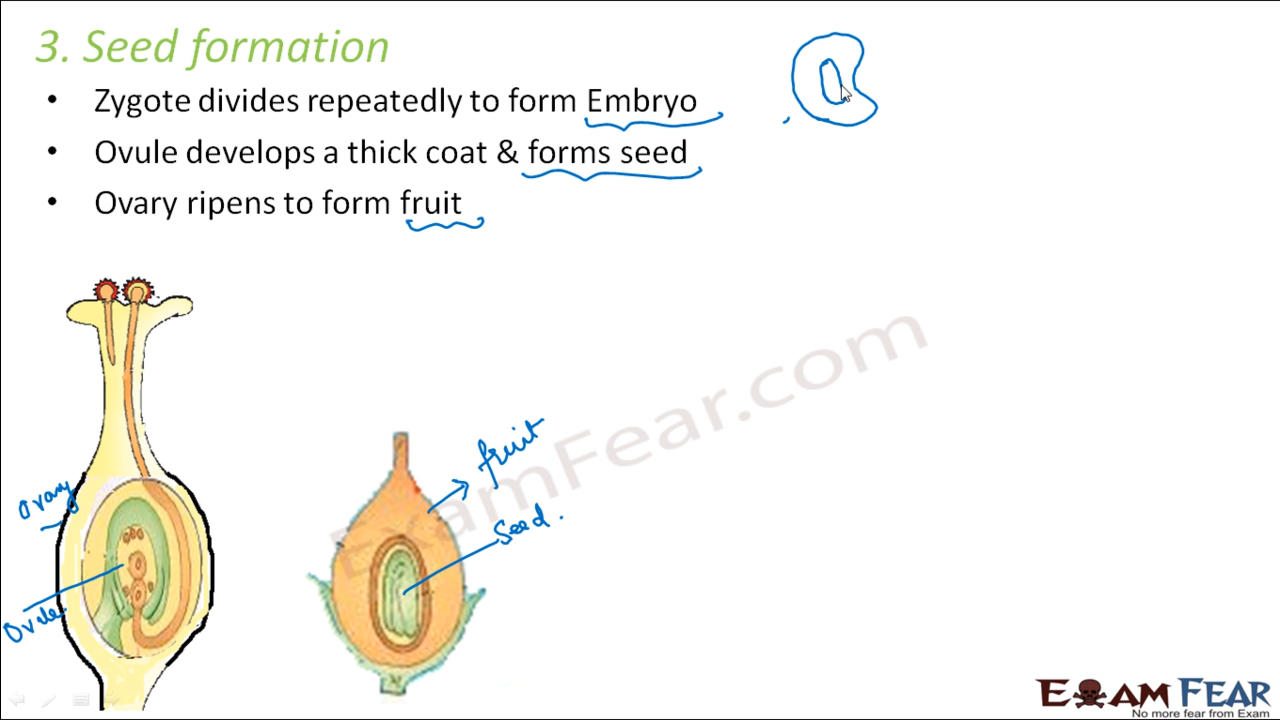 3. Seed formation
• Zygote divides repeatedly to form Embryo
• Ovule develops a thick coat & forms seed
• Ovary ripens to form fruit
fruit
Seed.
Ovary
Ovule.
ExamFear.com
EXAM FEAR
No more fear from Exam